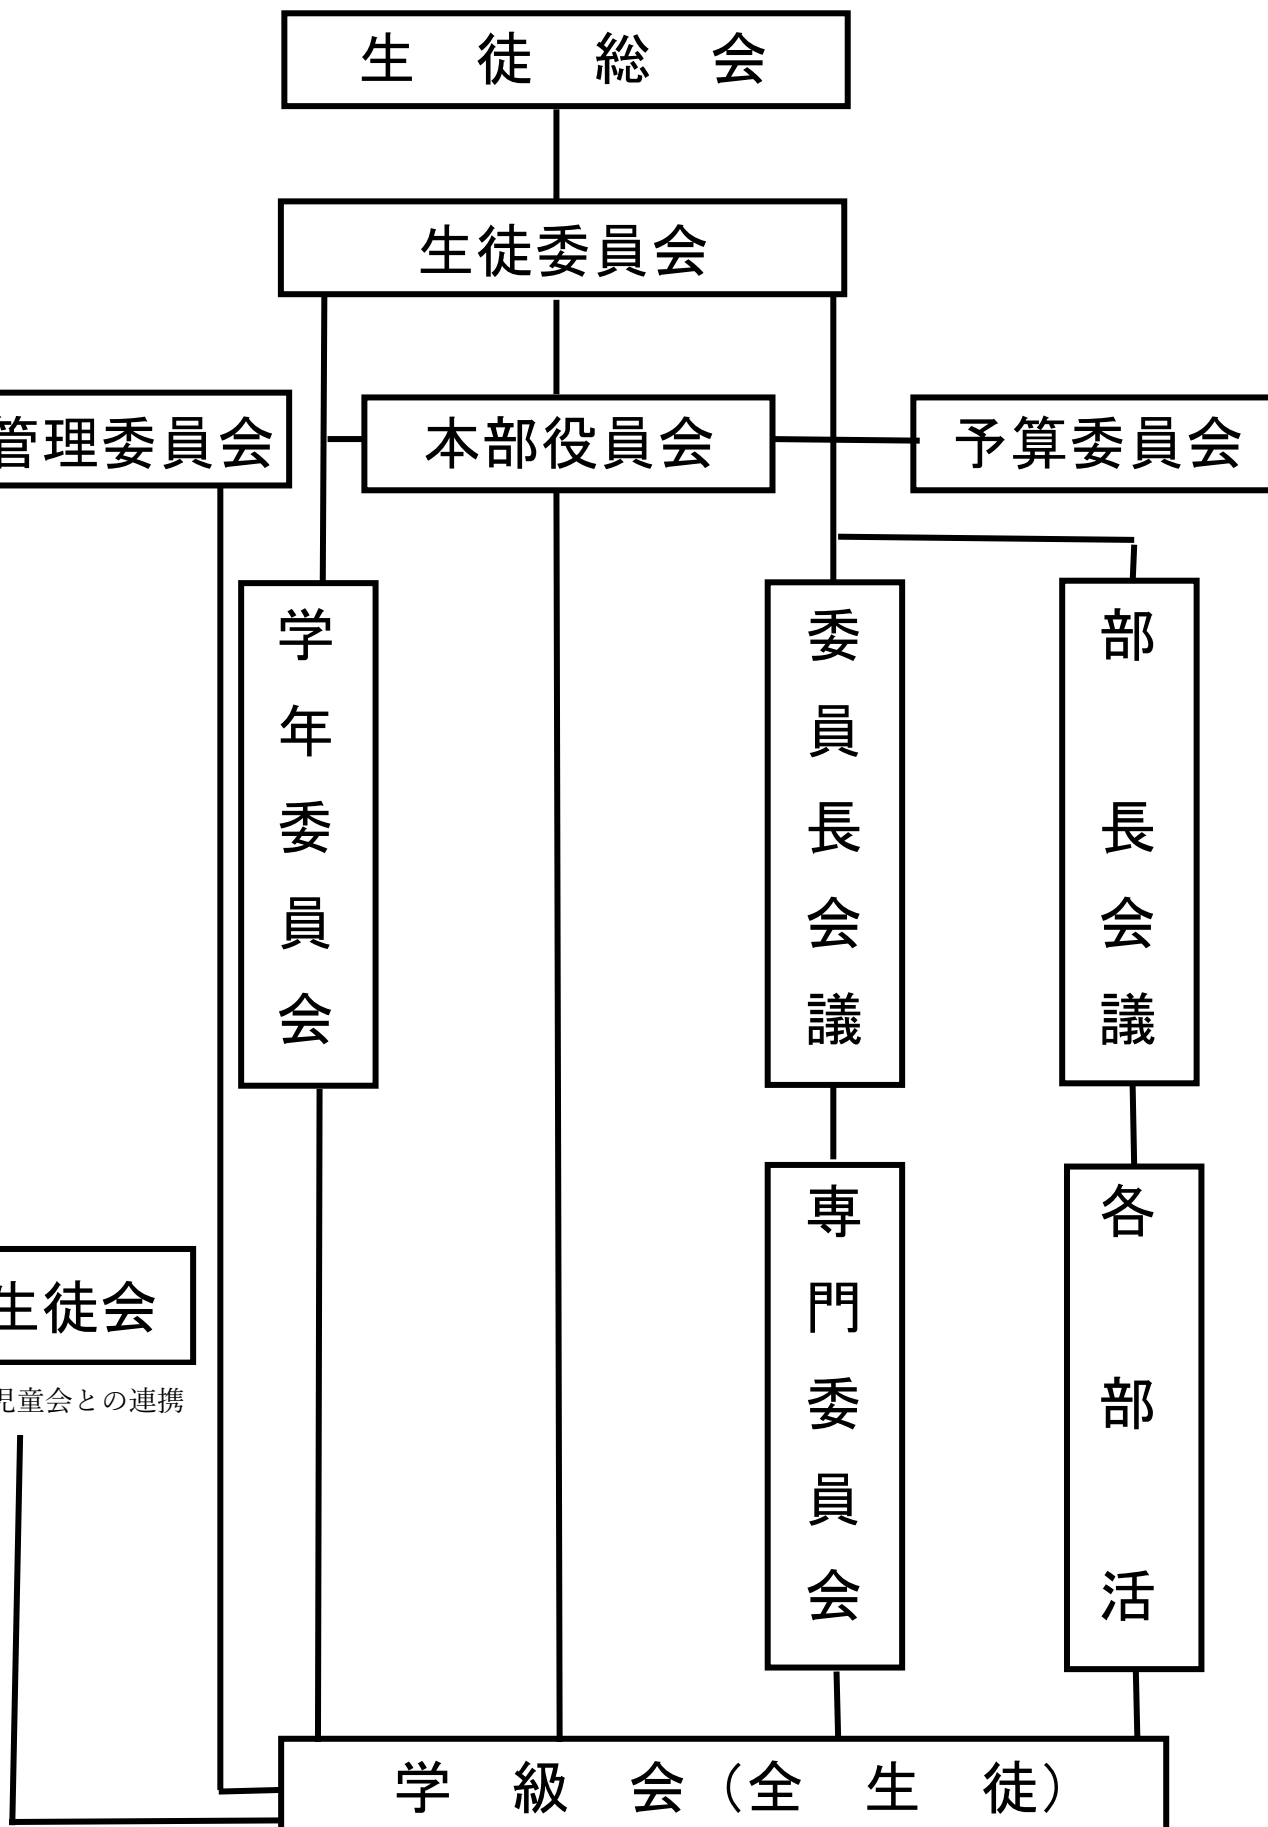 生徒総会
生徒委員会
管理委員会
本部役員会
予算委員会
学年委員会
委員長会議
部長会議
専門委員会
各部活
生徒会
児童会との連携
学級会（全生徒）